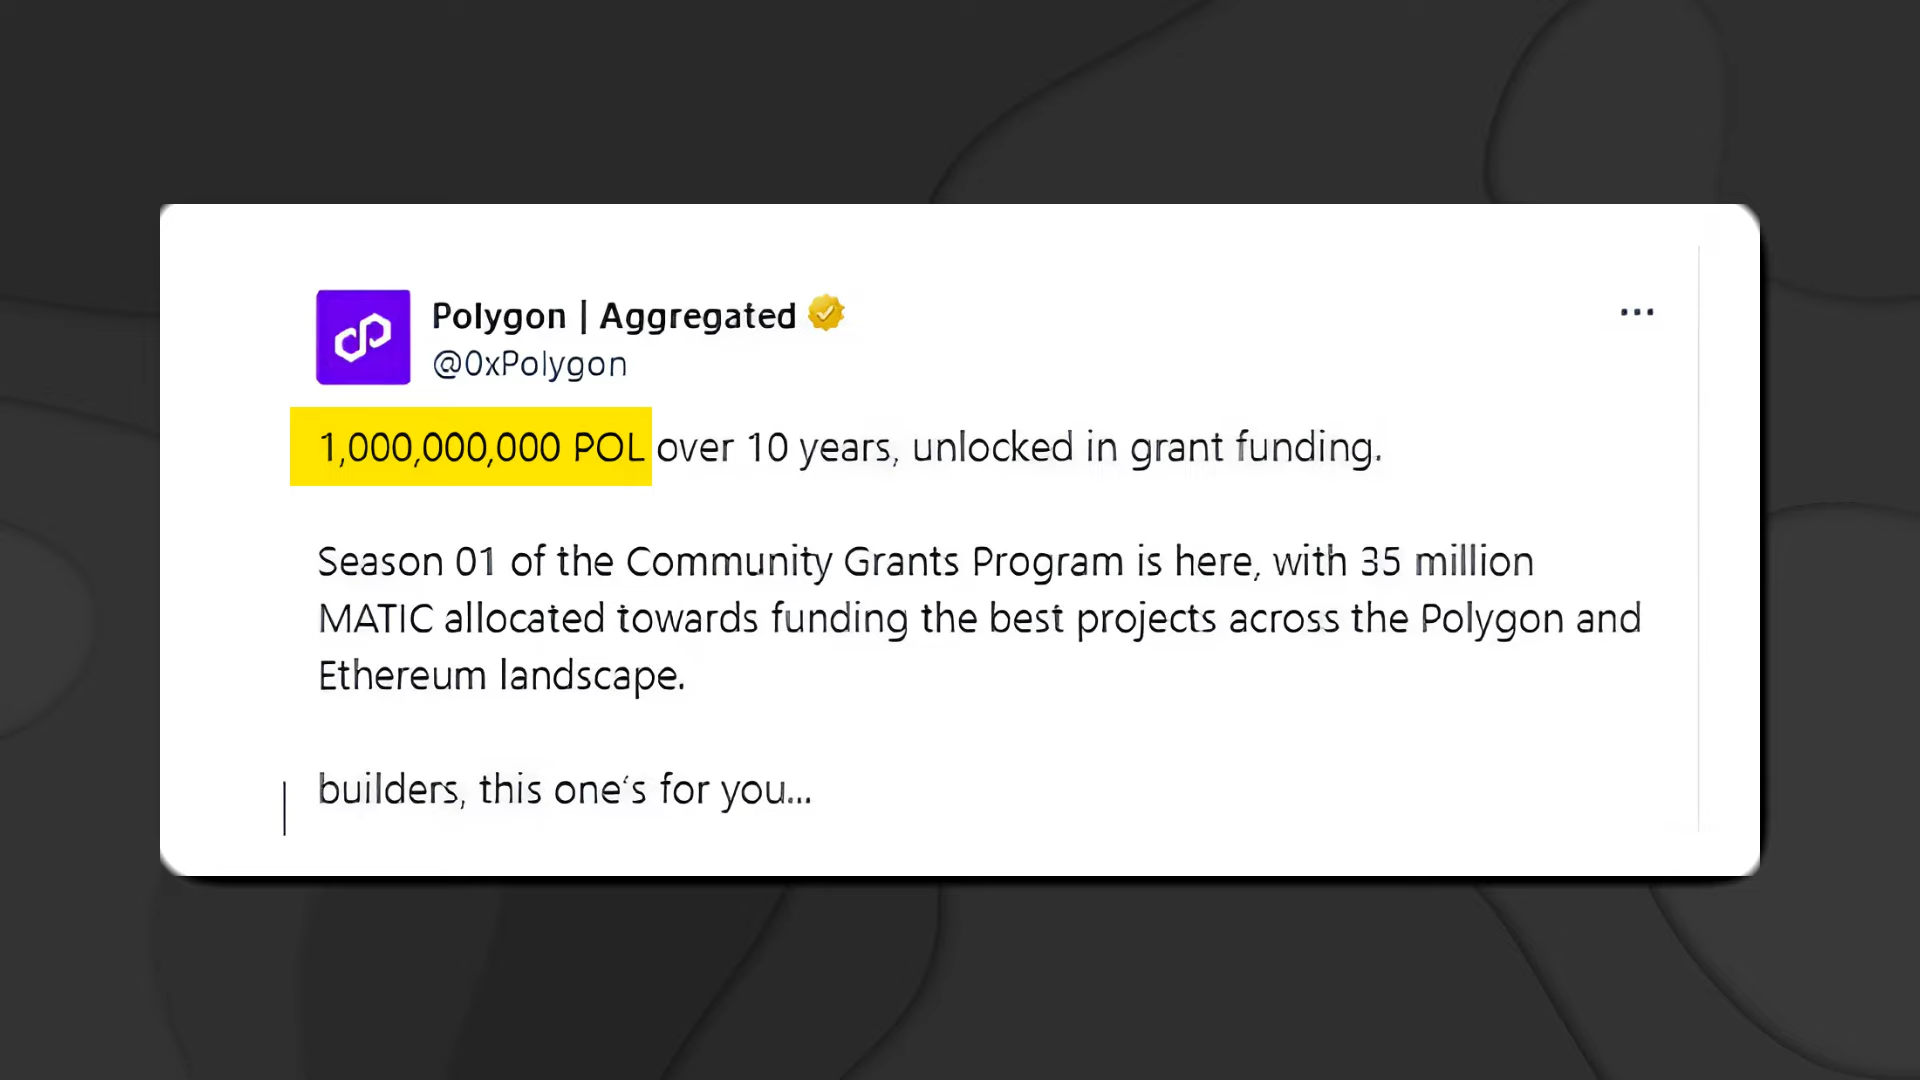 Polygon | Aggregated
@0xPolygon
1,000,000,000 POL over 10 years, unlocked in grant funding.
Season 01 of the Community Grants Program is here, with 35 million
MATIC allocated towards funding the best projects across the Polygon and
Ethereum landscape.
builders, this one‘s for you...